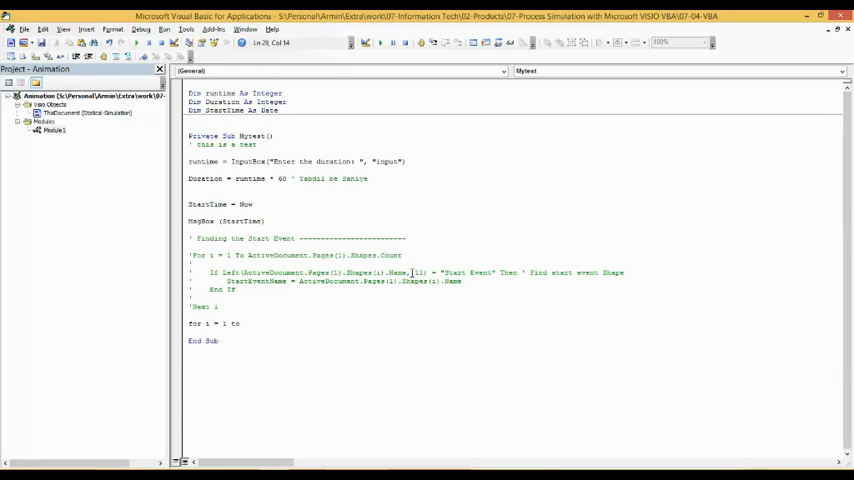 Microsoft Visual Basic for Applications - S:\Personal\Armin\Extra\work\07-Information Tech\02-Products\07-Process Simulation with Microsoft VISIO VBA\07-04-VBA
File Edit View Insert Format Debug Run Tools Add-Ins Window Help
Ln 29, Col 14
100%
Project - Animation
(General)
Mytest
Animation (S:\Personal\Armin\Extra\work\07-
Visio Objects
ThisDocument (Statical-Simulation)
Modules
Module1
Dim runtime As Integer
Dim Duration As Integer
Dim StartTime As Date
Private Sub Mytest()
' this is a test
runtime = InputBox("Enter the duration: ", "input")
Duration = runtime * 60 ' Tabdil be Saniye
StartTime = Now
MsgBox (StartTime)
' Finding the Start Event -------------------------
'For i = 1 To ActiveDocument.Pages(1).Shapes.Count
'
' If Left(ActiveDocument.Pages(1).Shapes(i).Name, 11) = "Start Event" Then ' Find start event Shape
' StartEventName = ActiveDocument.Pages(1).Shapes(i).Name
' End If
'
'Next i
for i = 1 to
End Sub